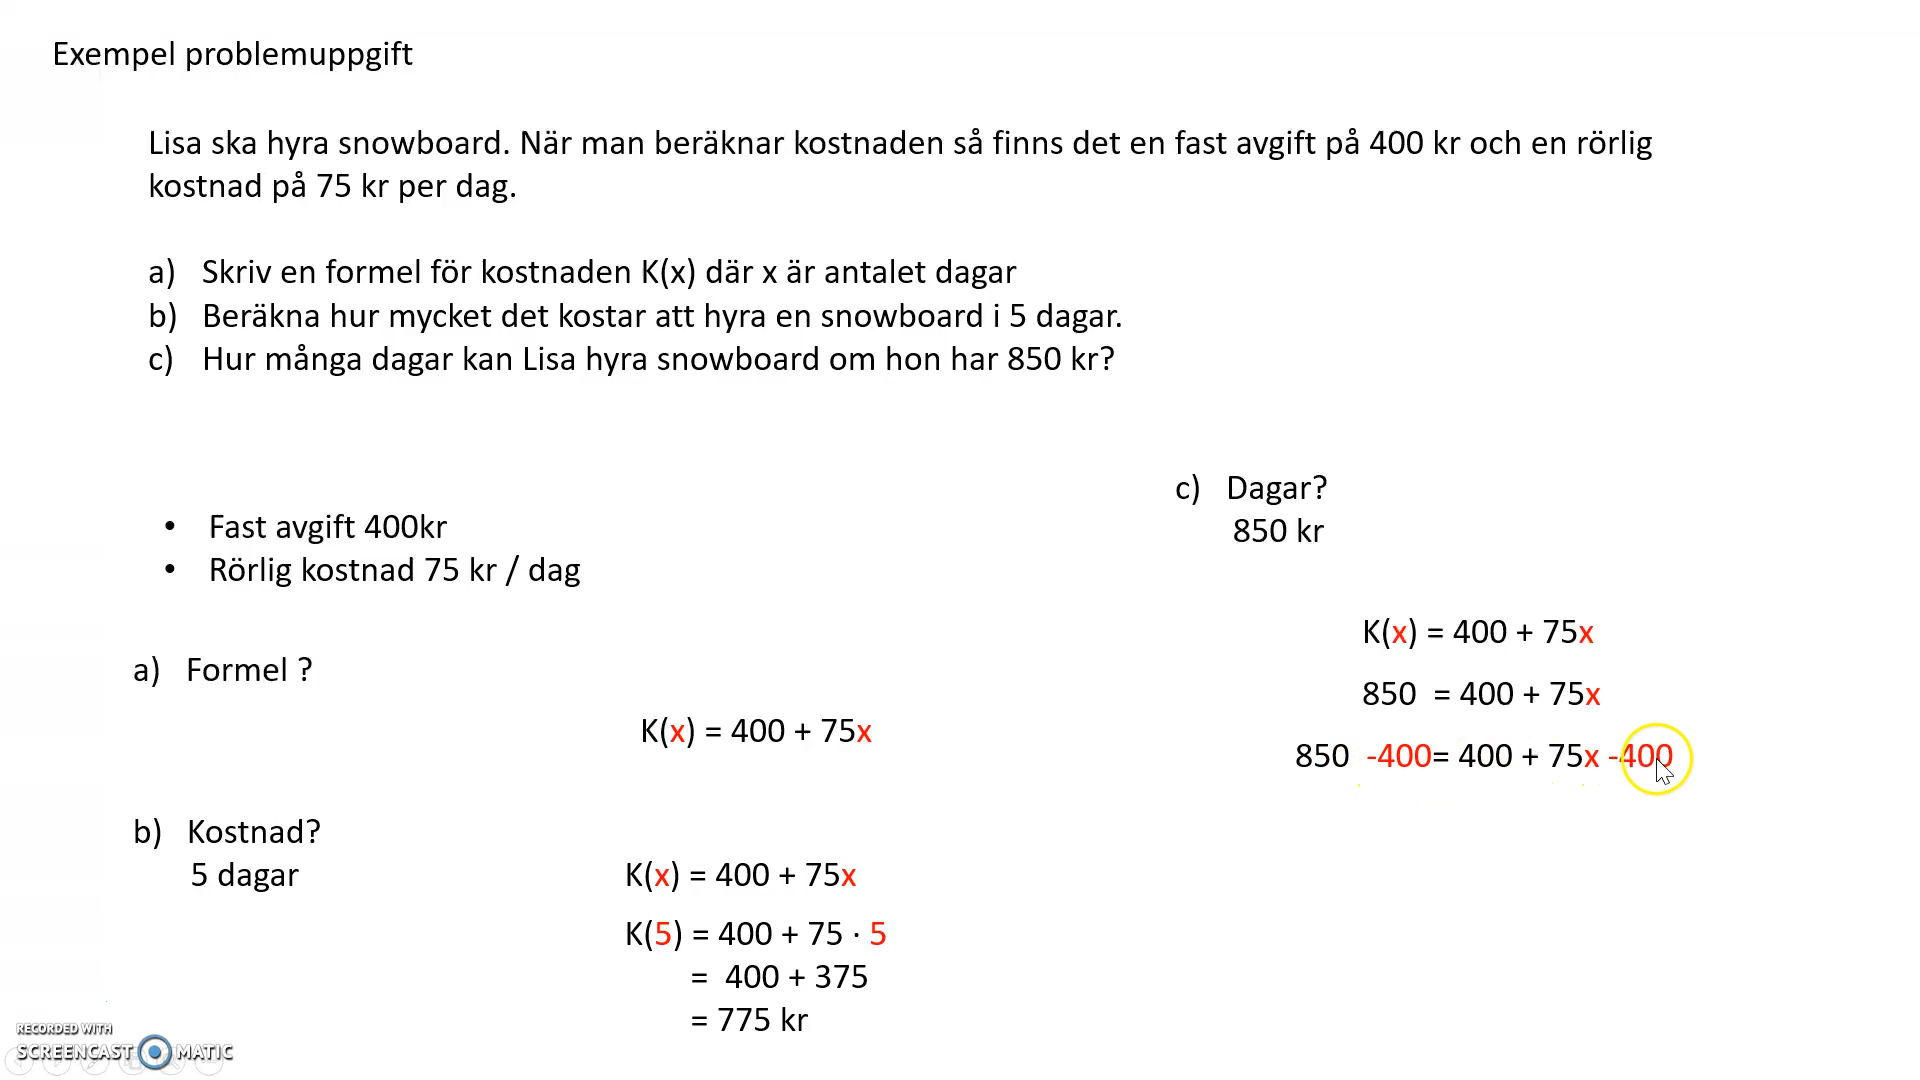 Exempel problemuppgift
Lisa ska hyra snowboard. När man beräknar kostnaden så finns det en fast avgift på 400 kr och en rörlig
kostnad på 75 kr per dag.
a) Skriv en formel för kostnaden K(x) där x är antalet dagar
b) Beräkna hur mycket det kostar att hyra en snowboard i 5 dagar.
c) Hur många dagar kan Lisa hyra snowboard om hon har 850 kr?
• Fast avgift 400kr
• Rörlig kostnad 75 kr / dag
a) Formel ?
K(x) = 400 + 75x
b) Kostnad?
5 dagar
K(x) = 400 + 75x
K(5) = 400 + 75 · 5
= 400 + 375
= 775 kr
c) Dagar?
850 kr
K(x) = 400 + 75x
850 = 400 + 75x
850 -400= 400 + 75x -400
RECORDED WITH
SCREENCAST MATIC